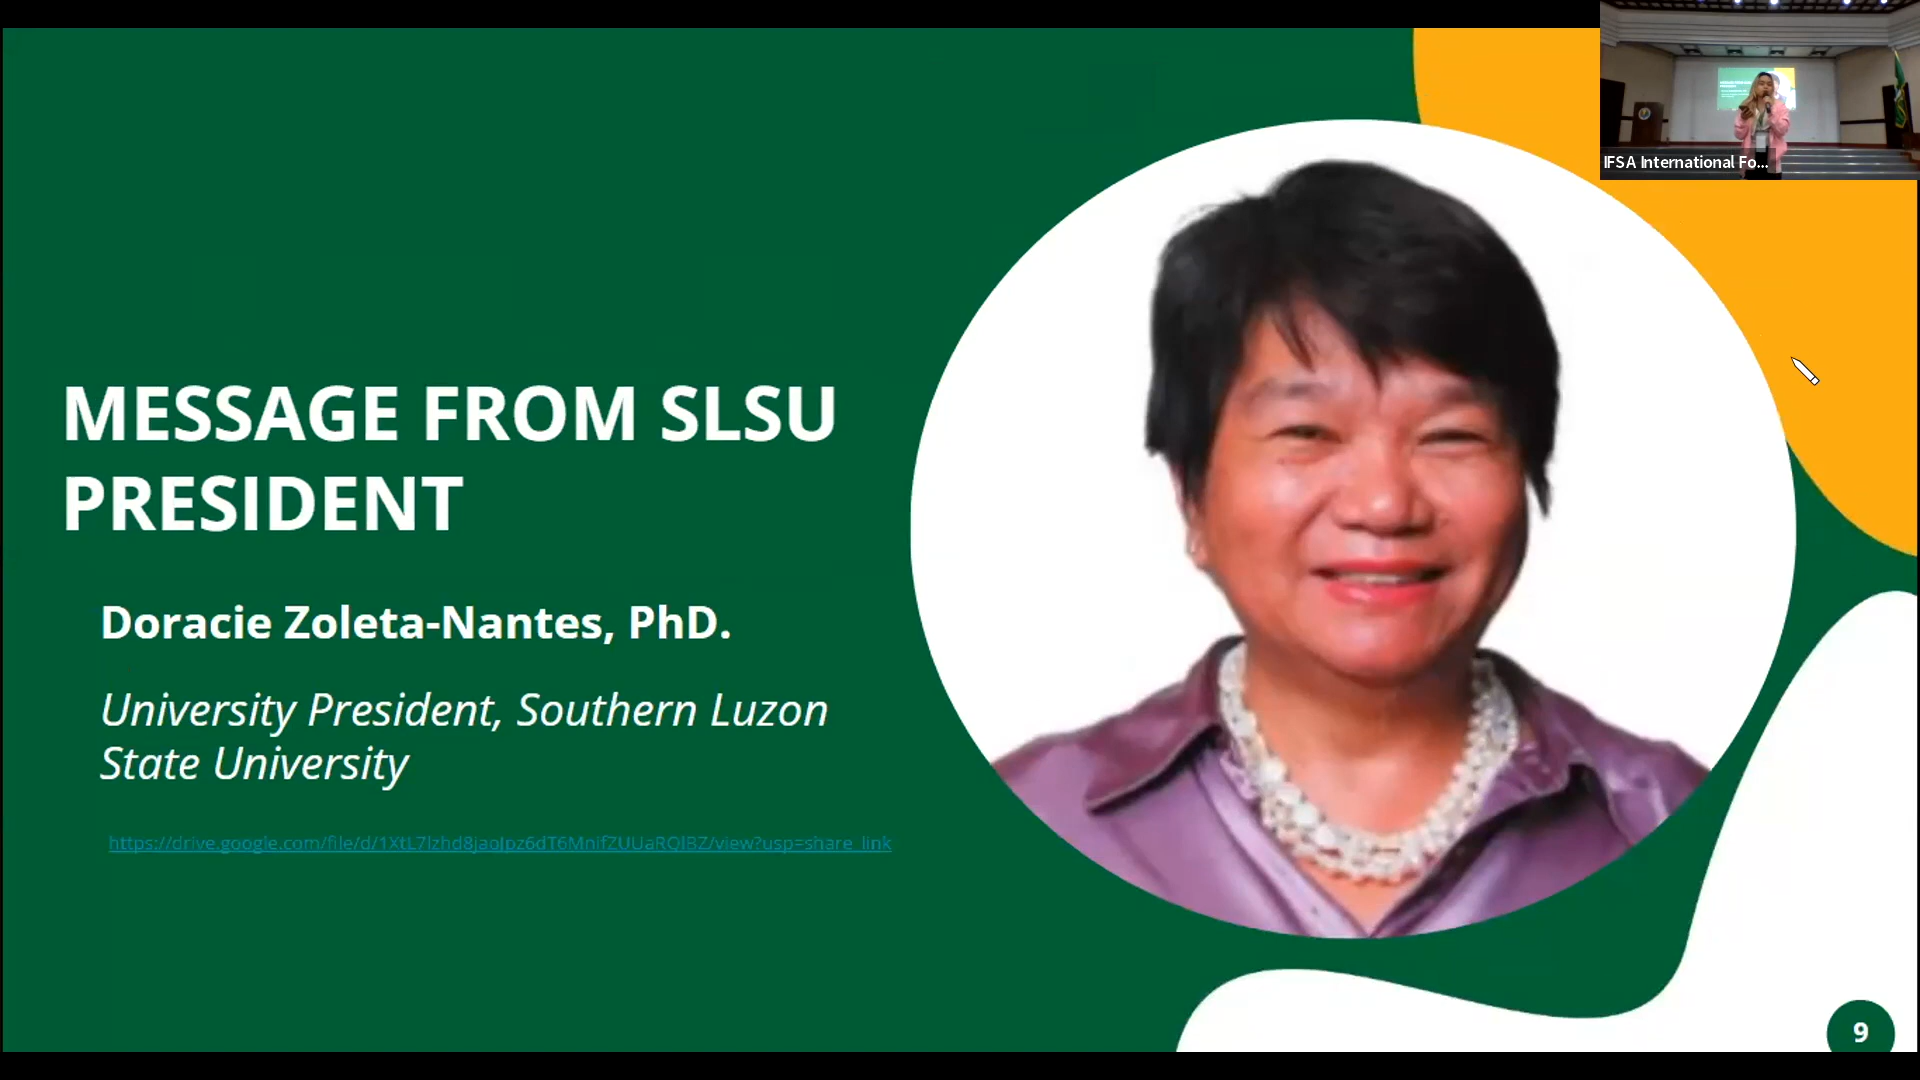 IFSA International Fo...
MESSAGE FROM SLSU
PRESIDENT
Doracie Zoleta-Nantes, PhD.
University President, Southern Luzon
State University
9